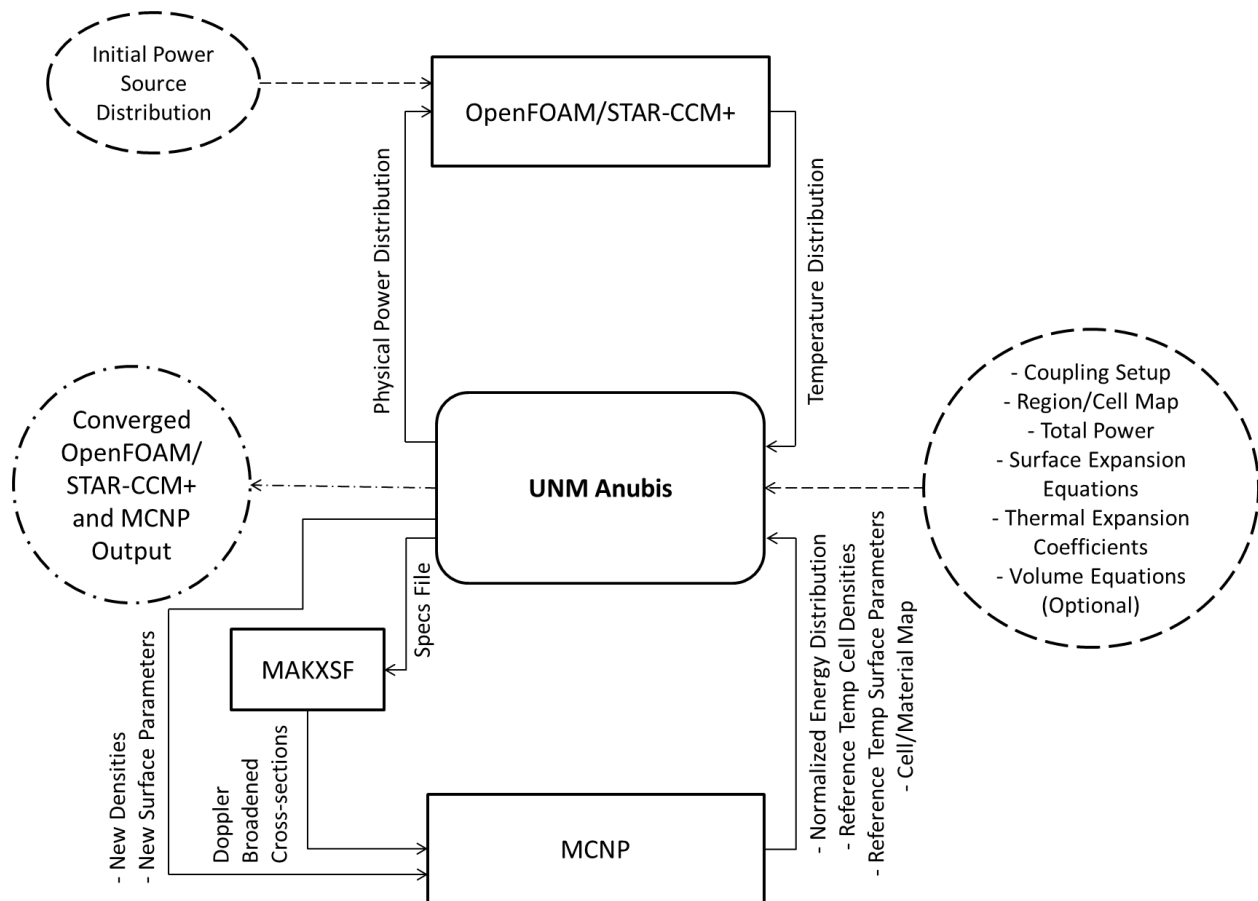 Initial Power
Source
Distribution
OpenFOAM/STAR-CCM+
Physical Power Distribution
Temperature Distribution
Converged
OpenFOAM/
STAR-CCM+
and MCNP
Output
UNM Anubis
- Coupling Setup
- Region/Cell Map
- Total Power
- Surface Expansion
Equations
- Thermal Expansion
Coefficients
- Volume Equations
(Optional)
Specs File
MAKXSF
- New Densities
- New Surface Parameters
Doppler
Broadened
Cross-sections
MCNP
- Normalized Energy Distribution
- Reference Temp Cell Densities
- Reference Temp Surface Parameters
- Cell/Material Map